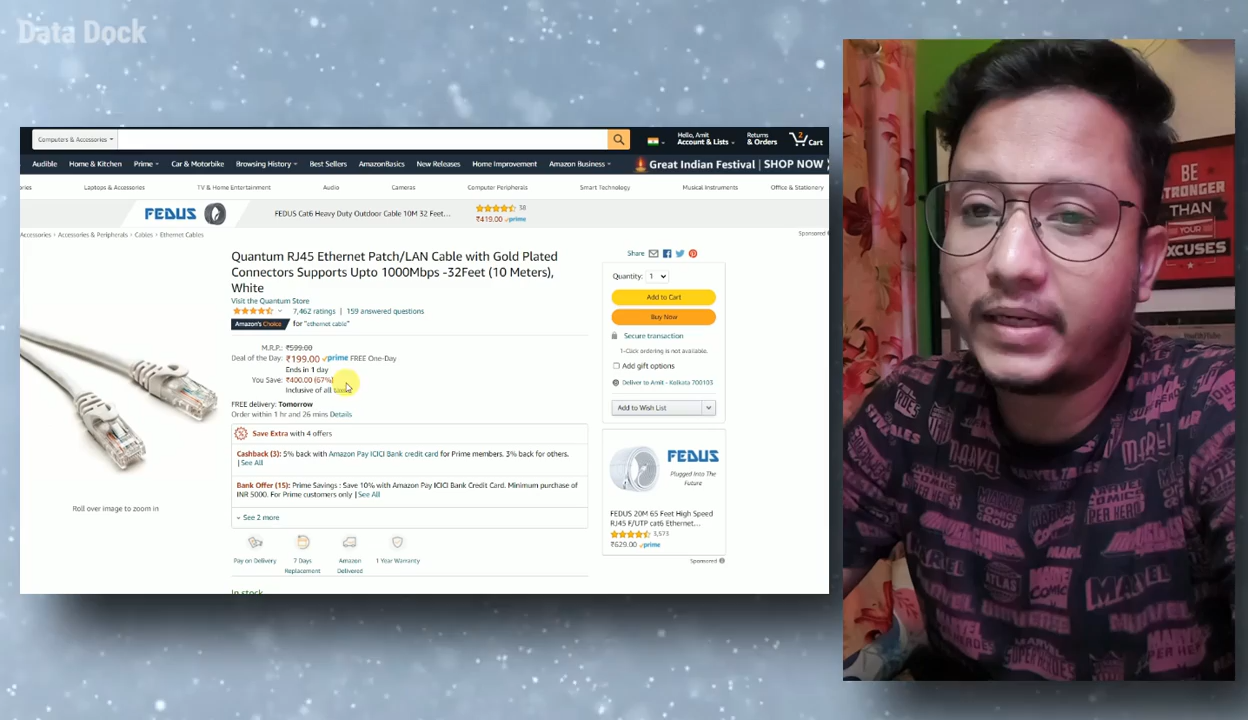 Data Dock
Computers & Accessories
Hello, Amit
Account & Lists
Returns
& Orders
2
Cart
Audible Home & Kitchen Prime Car & Motorbike Browsing History Best Sellers AmazonBasics New Releases Home Improvement Amazon Business Great Indian Festival | SHOP NOW
ries Laptops & Accessories TV & Home Entertainment Audio Cameras Computer Peripherals Smart Technology Musical Instruments Office & Stationery
FEDUS
FEDUS Cat6 Heavy Duty Outdoor Cable 10M 32 Feet...
38
₹419.00 prime
Accessories › Accessories & Peripherals › Cables › Ethernet Cables
Sponsored
Quantum RJ45 Ethernet Patch/LAN Cable with Gold Plated
Connectors Supports Upto 1000Mbps -32Feet (10 Meters),
White
Visit the Quantum Store
7,462 ratings | 159 answered questions
Amazon's Choice for "ethernet cable"
M.R.P.: ₹599.00
Deal of the Day: ₹199.00 prime FREE One-Day
Ends in 1 day
You Save: ₹400.00 (67%)
Inclusive of all
FREE delivery: Tomorrow
Order within 1 hr and 26 mins Details
Save Extra with 4 offers
Cashback (3): 5% back with Amazon Pay ICICI Bank credit card for Prime members. 3% back for others.
| See All
Bank Offer (15): Prime Savings : Save 10% with Amazon Pay ICICI Bank Credit Card. Minimum purchase of
INR 5000. For Prime customers only | See All
See 2 more
Pay on Delivery
7 Days
Replacement
Amazon
Delivered
1 Year Warranty
In stock
Roll over image to zoom in
Share
Quantity: 1
Add to Cart
Buy Now
Secure transaction
1-Click ordering is not available.
Add gift options
Deliver to Amit - Kolkata 700103
Add to Wish List
FEDUS
Plugged Into The
Future
FEDUS 20M 65 Feet High Speed
RJ45 F/UTP cat6 Ethernet...
3,573
₹629.00 prime
Sponsored
BE
STRONGER
THAN
YOUR
EXCUSES
MARVEL
COMICS
GROUP
MARVEL
COMICS
SUPER HERO
ATLAS